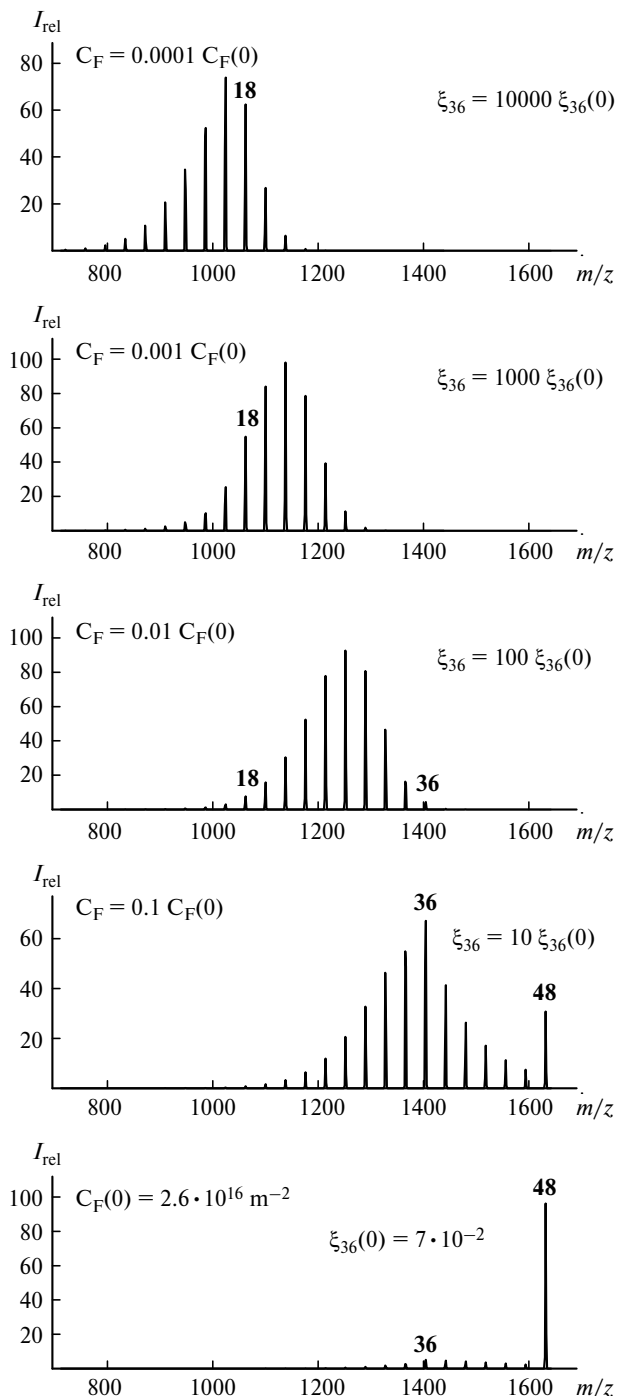 I_rel
C_F = 0.0001 C_F(0)
80
18
ξ_36 = 10000 ξ_36(0)
60
40
20
800 1000 1200 1400 1600 m/z
I_rel
C_F = 0.001 C_F(0)
100
ξ_36 = 1000 ξ_36(0)
80
18
60
40
20
800 1000 1200 1400 1600 m/z
I_rel
C_F = 0.01 C_F(0)
100
ξ_36 = 100 ξ_36(0)
80
60
40
20
18 36
800 1000 1200 1400 1600 m/z
I_rel
C_F = 0.1 C_F(0)
36
ξ_36 = 10 ξ_36(0)
60
40
48
20
800 1000 1200 1400 1600 m/z
I_rel
C_F(0) = 2.6 · 10^16 m^−2
48
100
ξ_36(0) = 7 · 10^−2
80
60
40
20
36
800 1000 1200 1400 1600 m/z